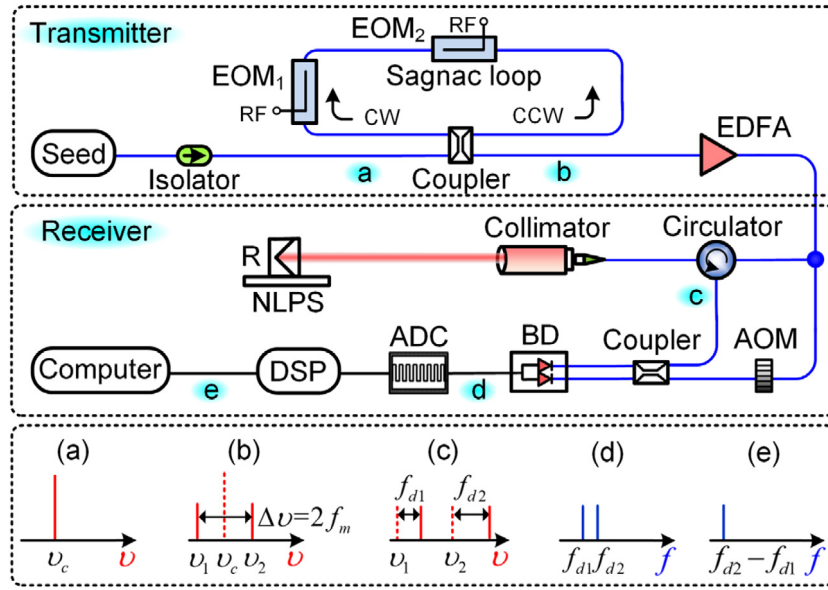 Transmitter
EOM₂
RF
Sagnac loop
EOM₁
RF
CW
CCW
EDFA
Seed
Isolator
a
Coupler
b
Receiver
Collimator
Circulator
R
NLPS
c
ADC
BD
Coupler
AOM
Computer
DSP
e
d
(a) (b) (c) (d) (e)
υc υ
Δυ=2fm
υ1 υc υ2 υ
fd1 fd2
υ1 υ2 υ
fd1 fd2 f
fd2−fd1 f